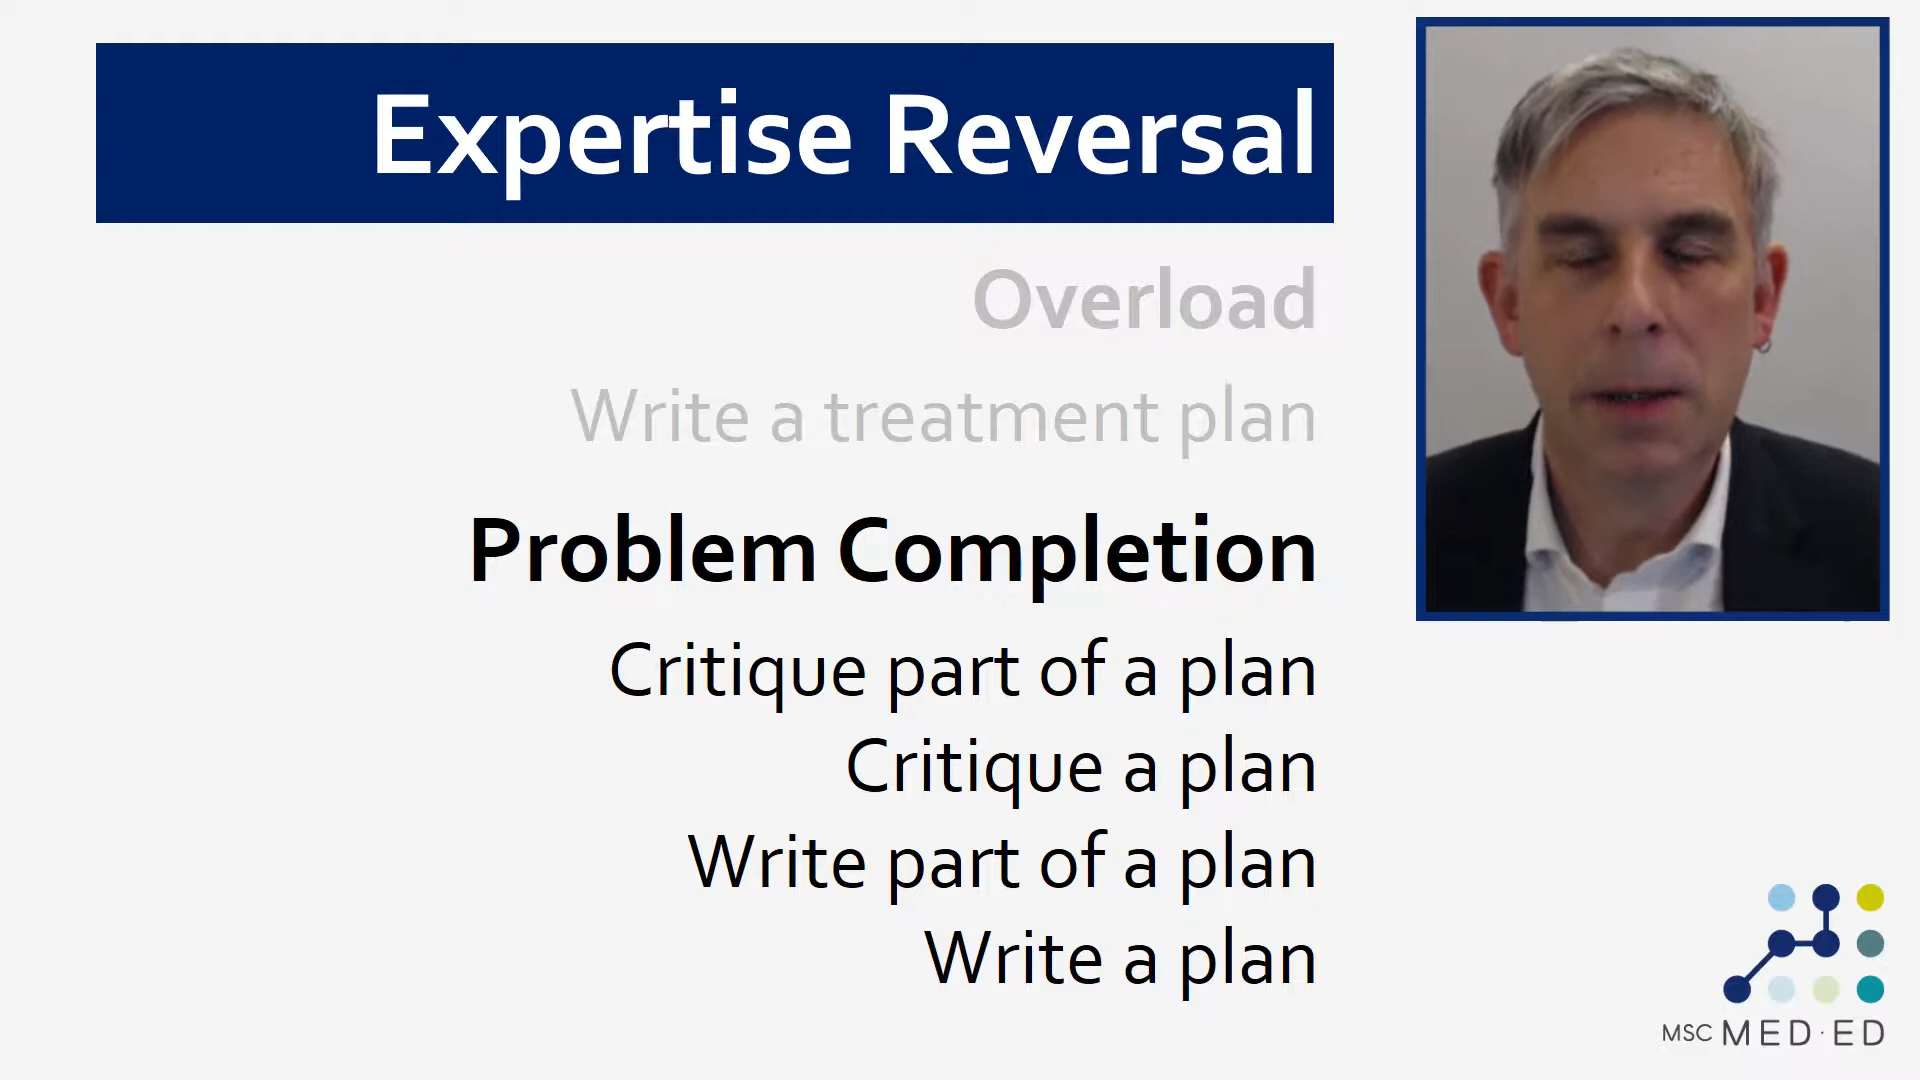 Expertise Reversal
Overload
Write a treatment plan
Problem Completion
Critique part of a plan
Critique a plan
Write part of a plan
Write a plan
MSC MED·ED